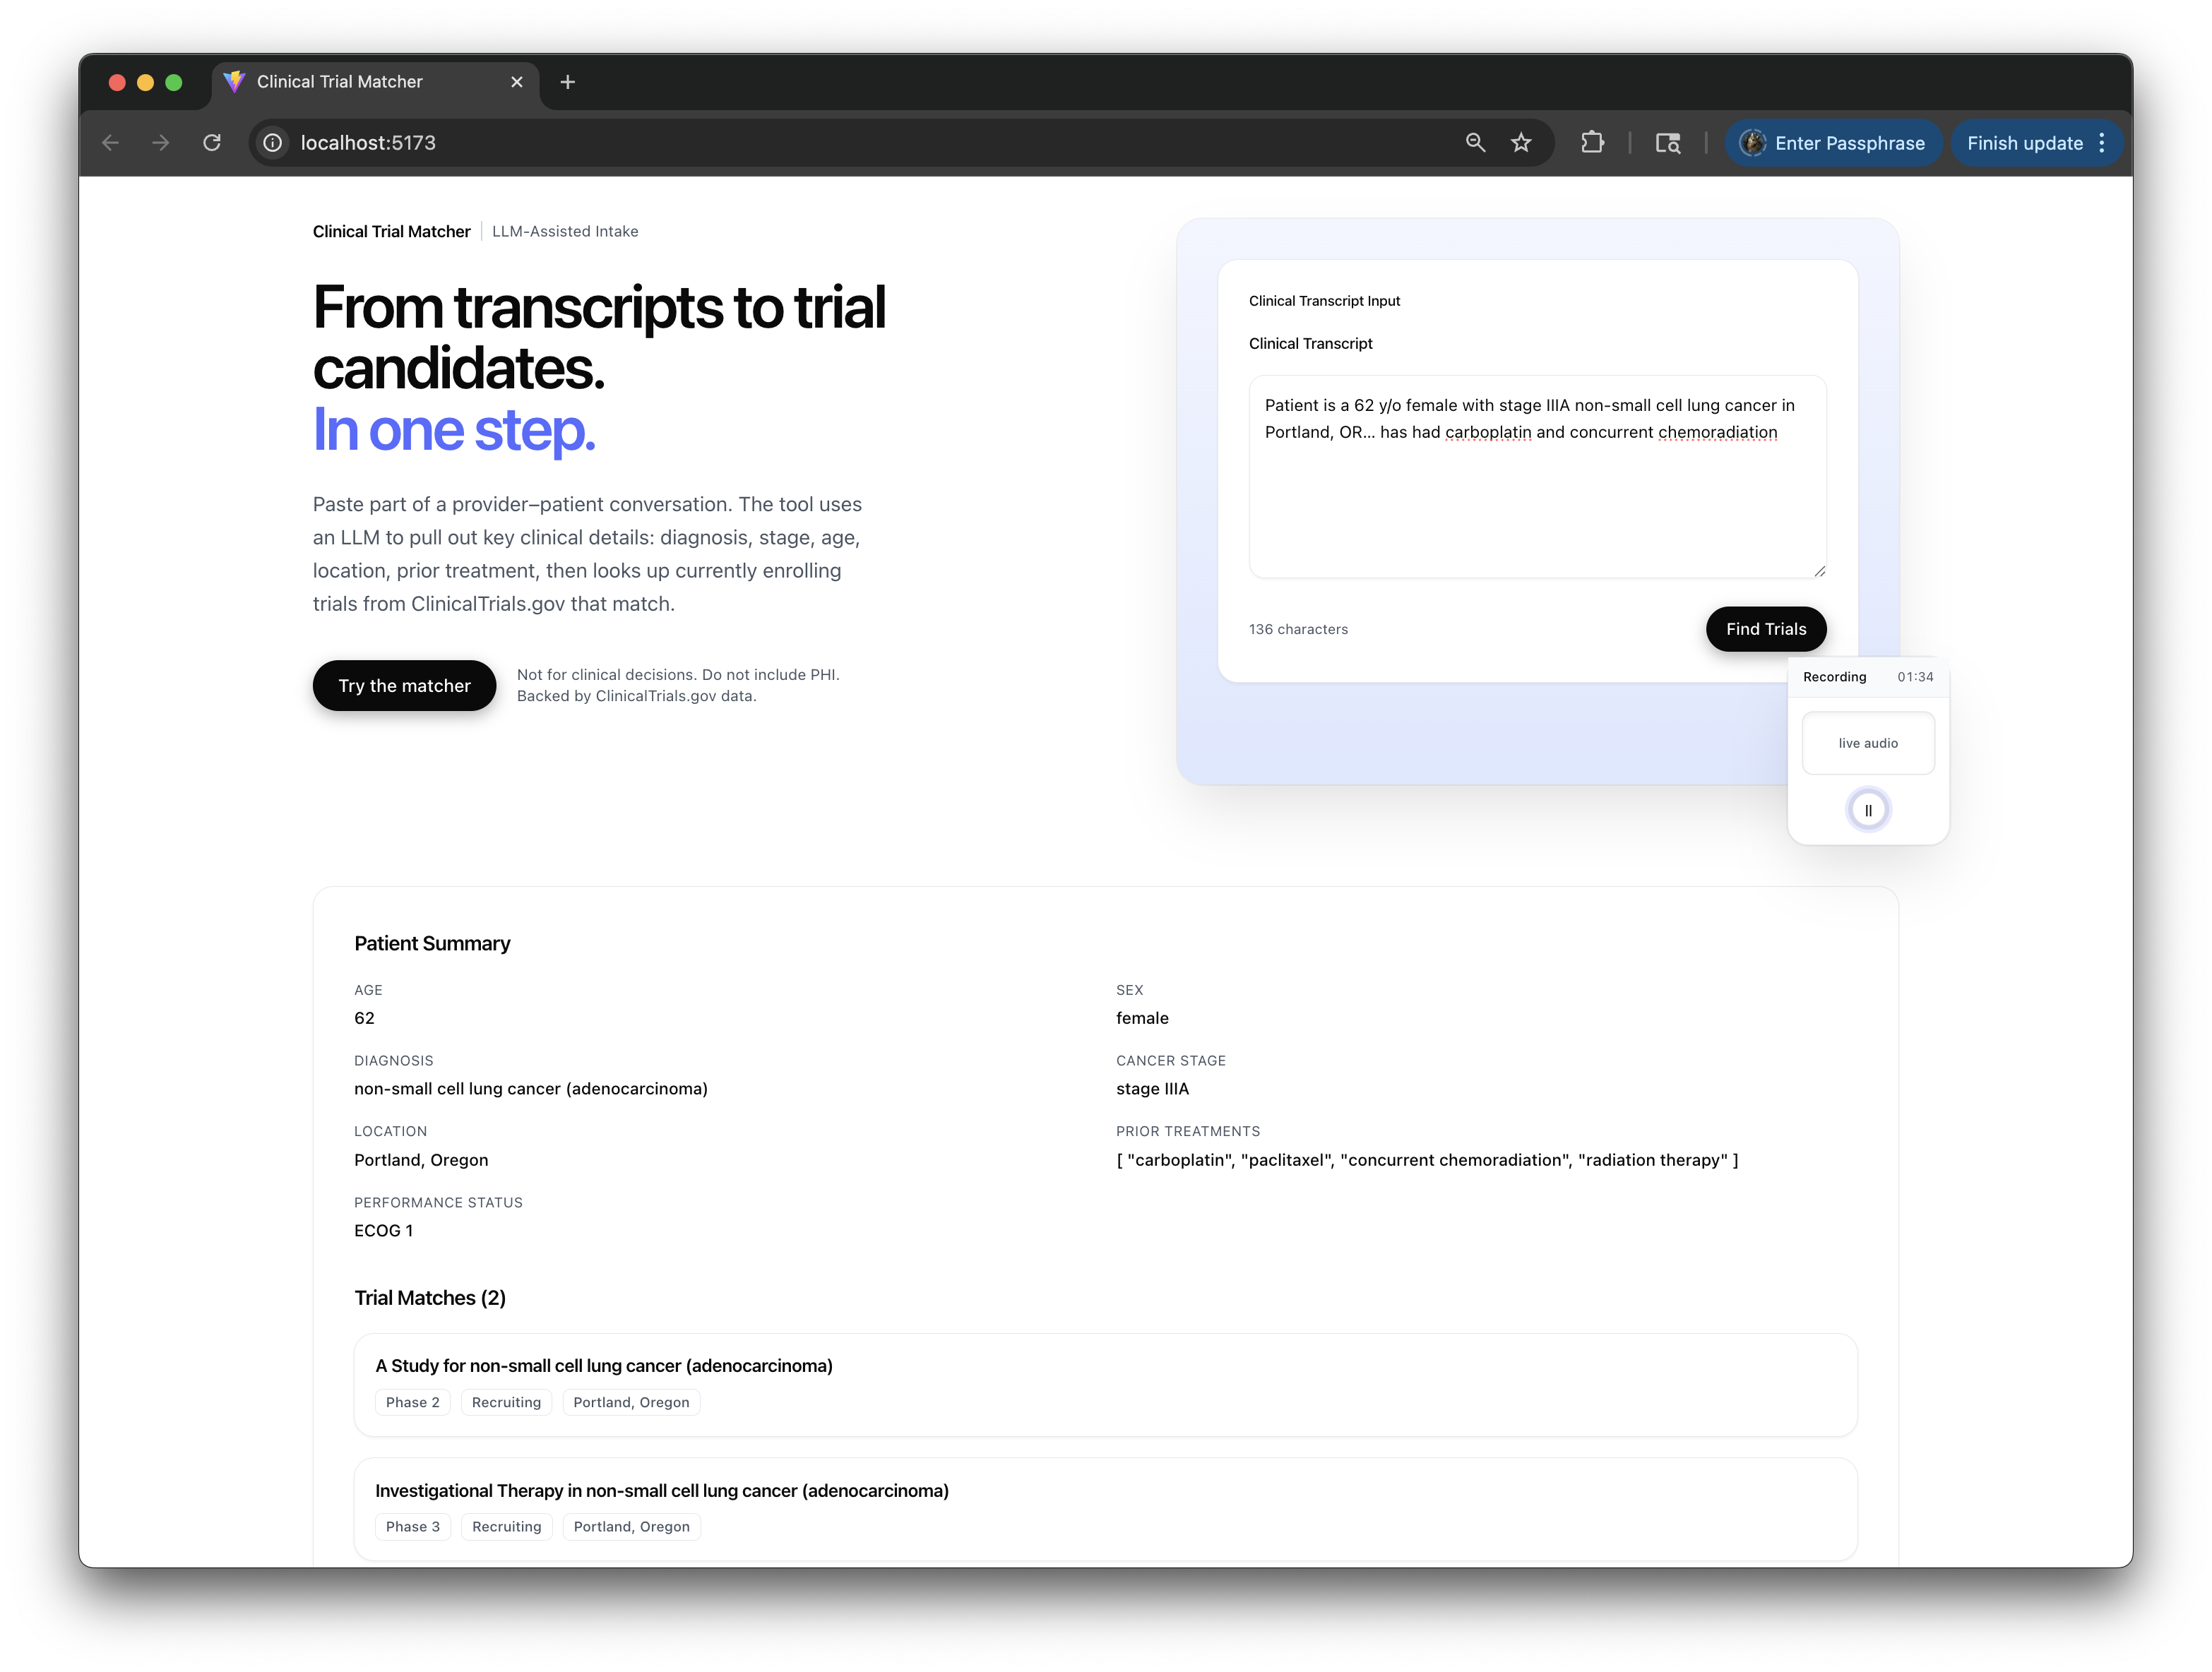 Clinical Trial Matcher
localhost:5173
Enter Passphrase
Finish update
Clinical Trial Matcher
LLM-Assisted Intake
From transcripts to trial
candidates.
In one step.
Paste part of a provider–patient conversation. The tool uses
an LLM to pull out key clinical details: diagnosis, stage, age,
location, prior treatment, then looks up currently enrolling
trials from ClinicalTrials.gov that match.
Try the matcher
Not for clinical decisions. Do not include PHI.
Backed by ClinicalTrials.gov data.
Clinical Transcript Input
Clinical Transcript
Patient is a 62 y/o female with stage IIIA non-small cell lung cancer in
Portland, OR... has had carboplatin and concurrent chemoradiation
136 characters
Find Trials
Recording
01:34
live audio
Patient Summary
AGE
62
SEX
female
DIAGNOSIS
non-small cell lung cancer (adenocarcinoma)
CANCER STAGE
stage IIIA
LOCATION
Portland, Oregon
PRIOR TREATMENTS
[ "carboplatin", "paclitaxel", "concurrent chemoradiation", "radiation therapy" ]
PERFORMANCE STATUS
ECOG 1
Trial Matches (2)
A Study for non-small cell lung cancer (adenocarcinoma)
Phase 2
Recruiting
Portland, Oregon
Investigational Therapy in non-small cell lung cancer (adenocarcinoma)
Phase 3
Recruiting
Portland, Oregon